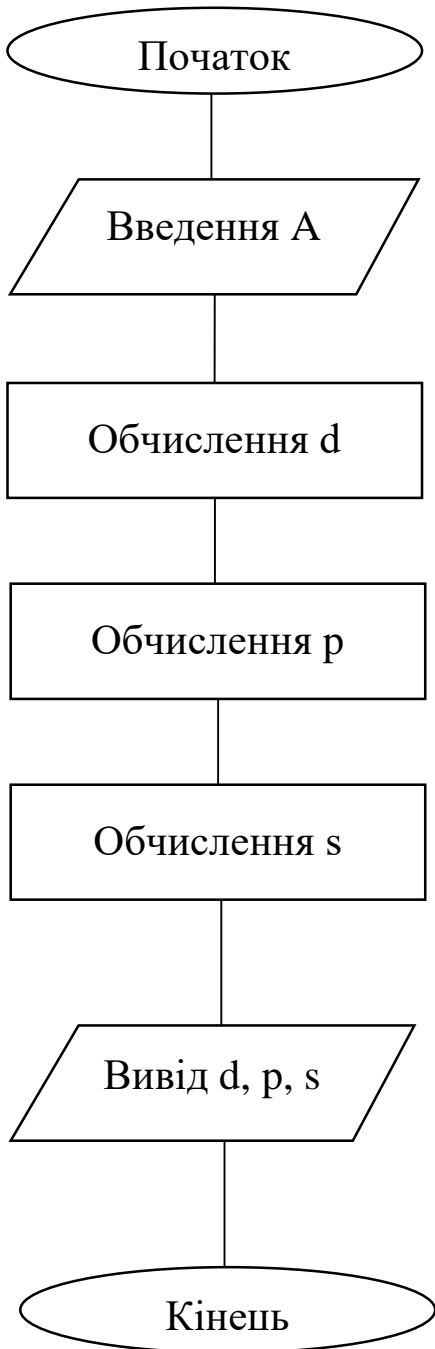 Початок
Введення А
Обчислення d
Обчислення p
Обчислення s
Вивід d, p, s
Кінець